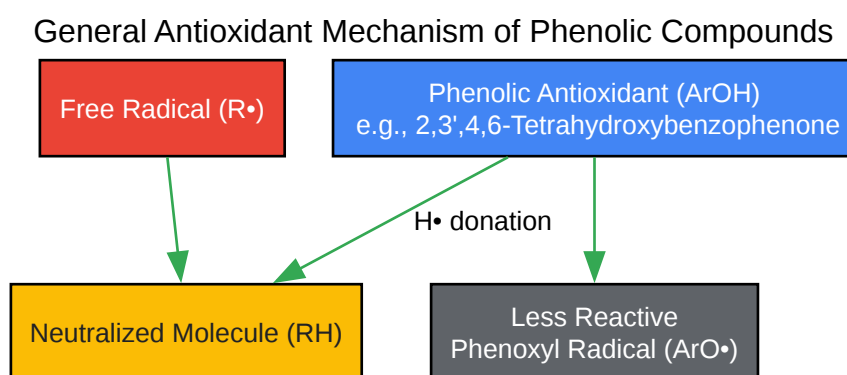 General Antioxidant Mechanism of Phenolic Compounds
Free Radical (R•)
Phenolic Antioxidant (ArOH)
e.g., 2,3',4,6-Tetrahydroxybenzophenone
H• donation
Neutralized Molecule (RH)
Less Reactive
Phenoxyl Radical (ArO•)